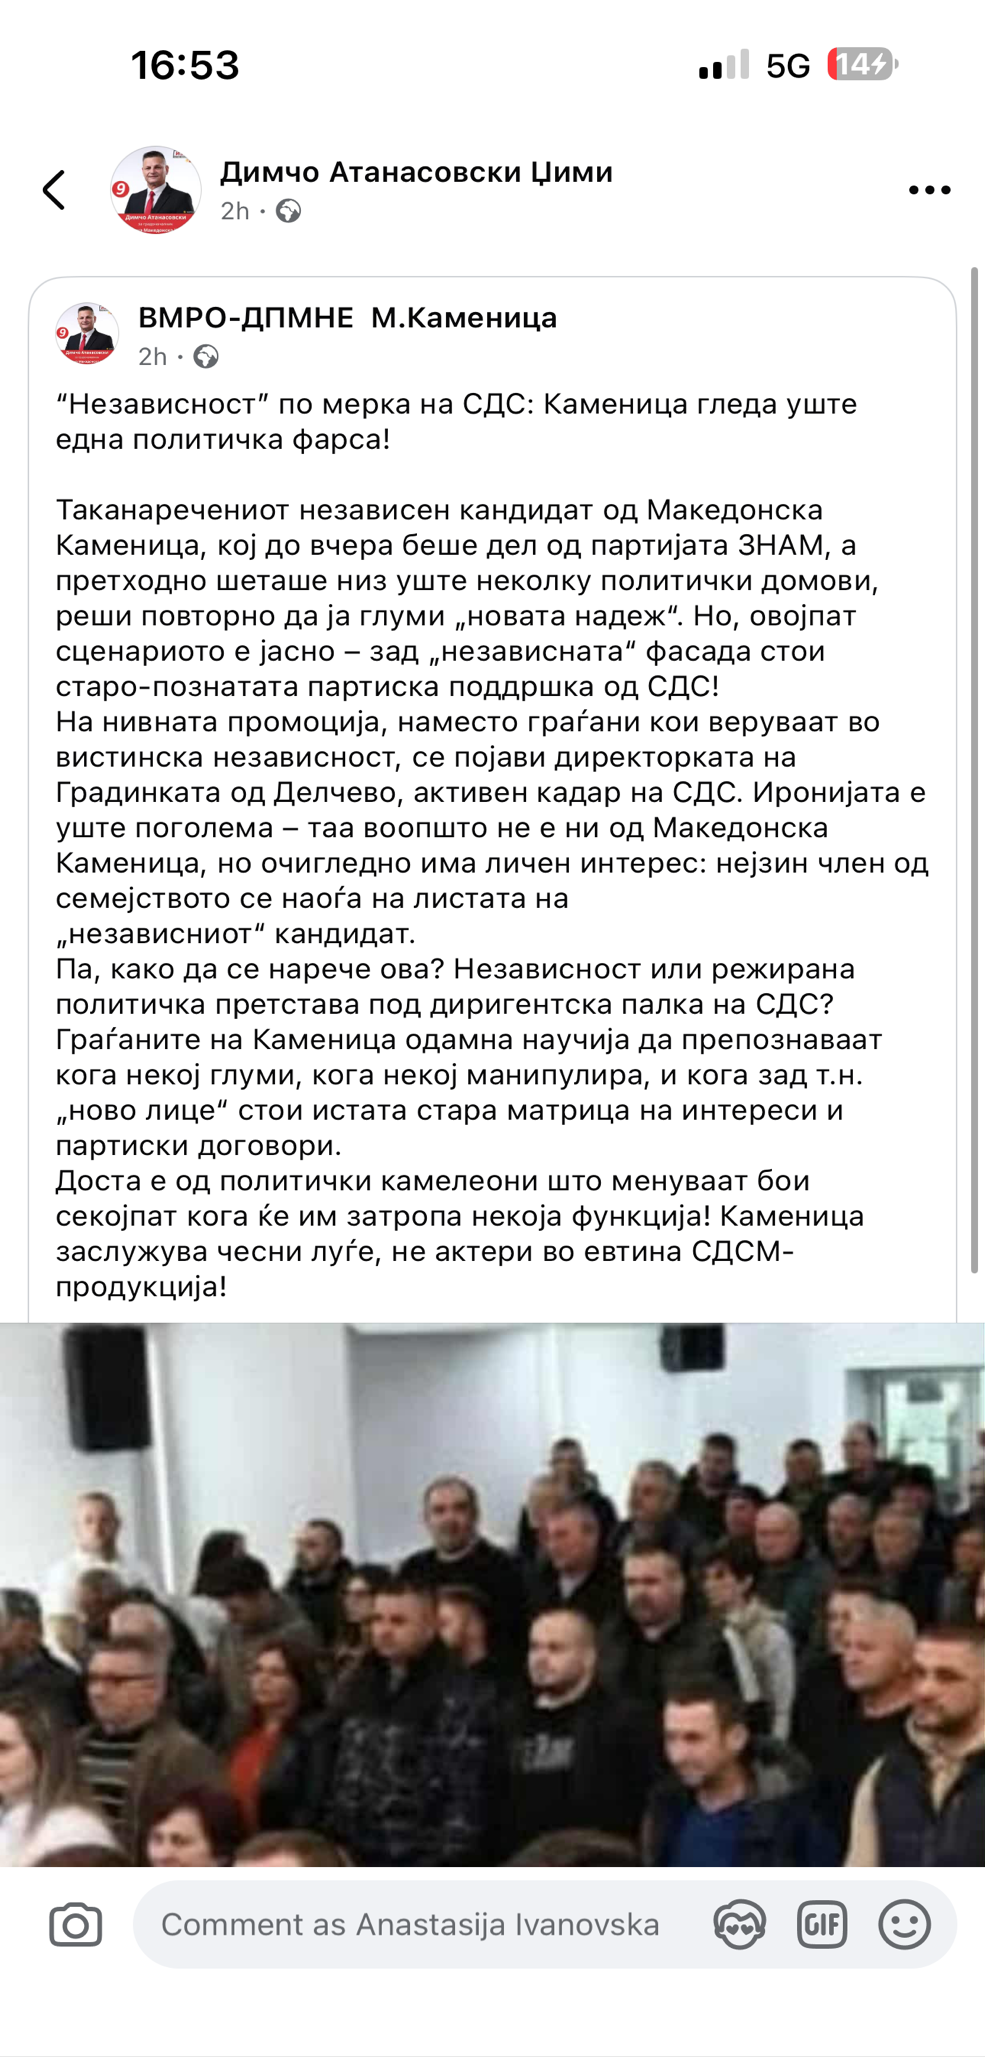 16:53
5G 14
Димчо Атанасовски Џими
2h ·
ВМРО-ДПМНЕ М.Каменица
2h ·
“Независност” по мерка на СДС: Каменица гледа уште
една политичка фарса!
Таканаречениот независен кандидат од Македонска
Каменица, кој до вчера беше дел од партијата ЗНАМ, а
претходно шеташе низ уште неколку политички домови,
реши повторно да ја глуми „новата надеж“. Но, овојпат
сценариото е јасно – зад „независната“ фасада стои
старо-познатата партиска поддршка од СДС!
На нивната промоција, наместо граѓани кои веруваат во
вистинска независност, се појави директорката на
Градинката од Делчево, активен кадар на СДС. Иронијата е
уште поголема – таа воопшто не е ни од Македонска
Каменица, но очигледно има личен интерес: нејзин член од
семејството се наоѓа на листата на
„независниот“ кандидат.
Па, како да се нарече ова? Независност или режирана
политичка претстава под диригентска палка на СДС?
Граѓаните на Каменица одамна научија да препознаваат
кога некој глуми, кога некој манипулира, и кога зад т.н.
„ново лице“ стои истата стара матрица на интереси и
партиски договори.
Доста е од политички камелеони што менуваат бои
секојпат кога ќе им затропа некоја функција! Каменица
заслужува чесни луѓе, не актери во евтина СДСМ-
продукција!
Comment as Anastasija Ivanovska
GIF